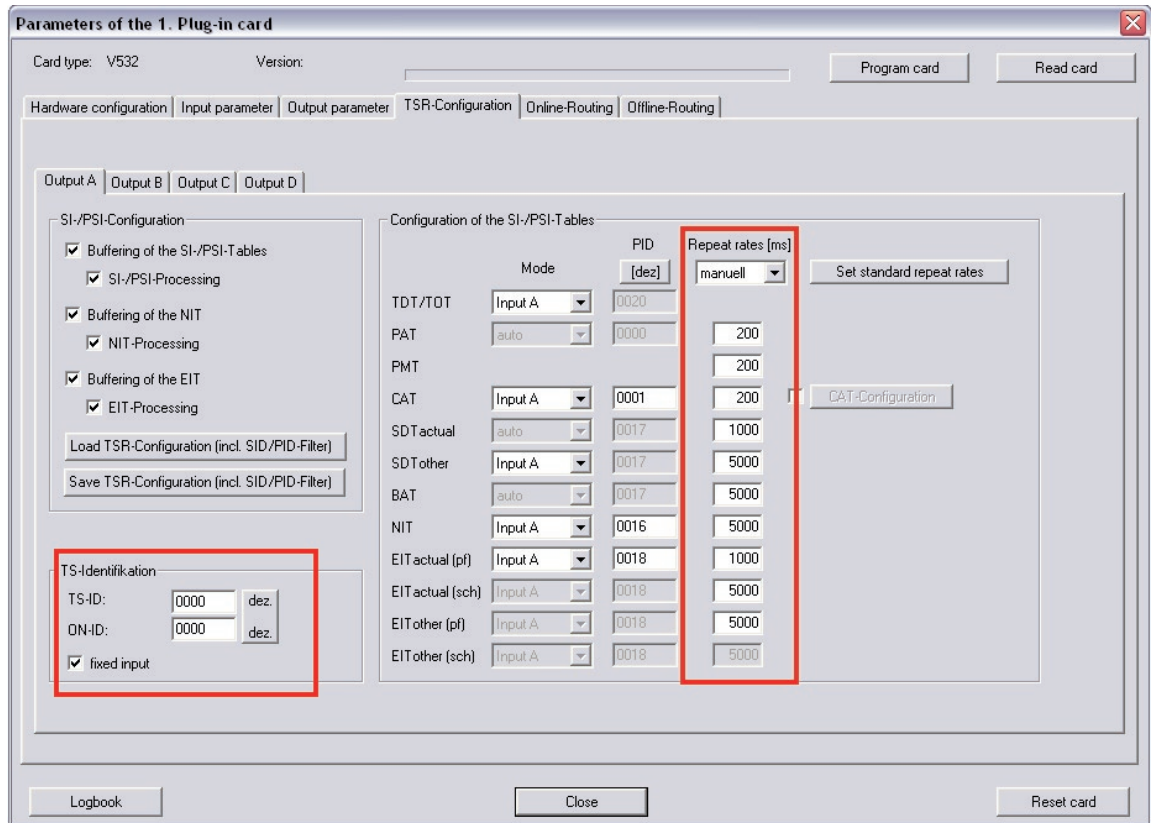 Parameters of the 1. Plug-in card
Card type: V532 Version: Program card Read card
Hardware configuration Input parameter Output parameter TSR-Configuration Online-Routing Offline-Routing
Output A Output B Output C Output D
SI-/PSI-Configuration
Buffering of the SI-/PSI-Tables
SI-/PSI-Processing
Buffering of the NIT
NIT-Processing
Buffering of the EIT
EIT-Processing
Load TSR-Configuration (incl. SID/PID-Filter)
Save TSR-Configuration (incl. SID/PID-Filter)
TS-Identifikation
TS-ID: 0000 dez.
ON-ID: 0000 dez.
fixed input
Configuration of the SI-/PSI-Tables
PID Repeat rates [ms]
Mode [dez] manuell Set standard repeat rates
TDT/TOT Input A 0020
PAT auto 0000 200
PMT 200
CAT Input A 0001 200 CAT-Configuration
SDTactual auto 0017 1000
SDTother Input A 0017 5000
BAT auto 0017 5000
NIT Input A 0016 5000
EITactual (pf) Input A 0018 1000
EITactual (sch) Input A 0018 5000
EITother (pf) Input A 0018 5000
EITother (sch) Input A 0018 5000
Logbook Close Reset card